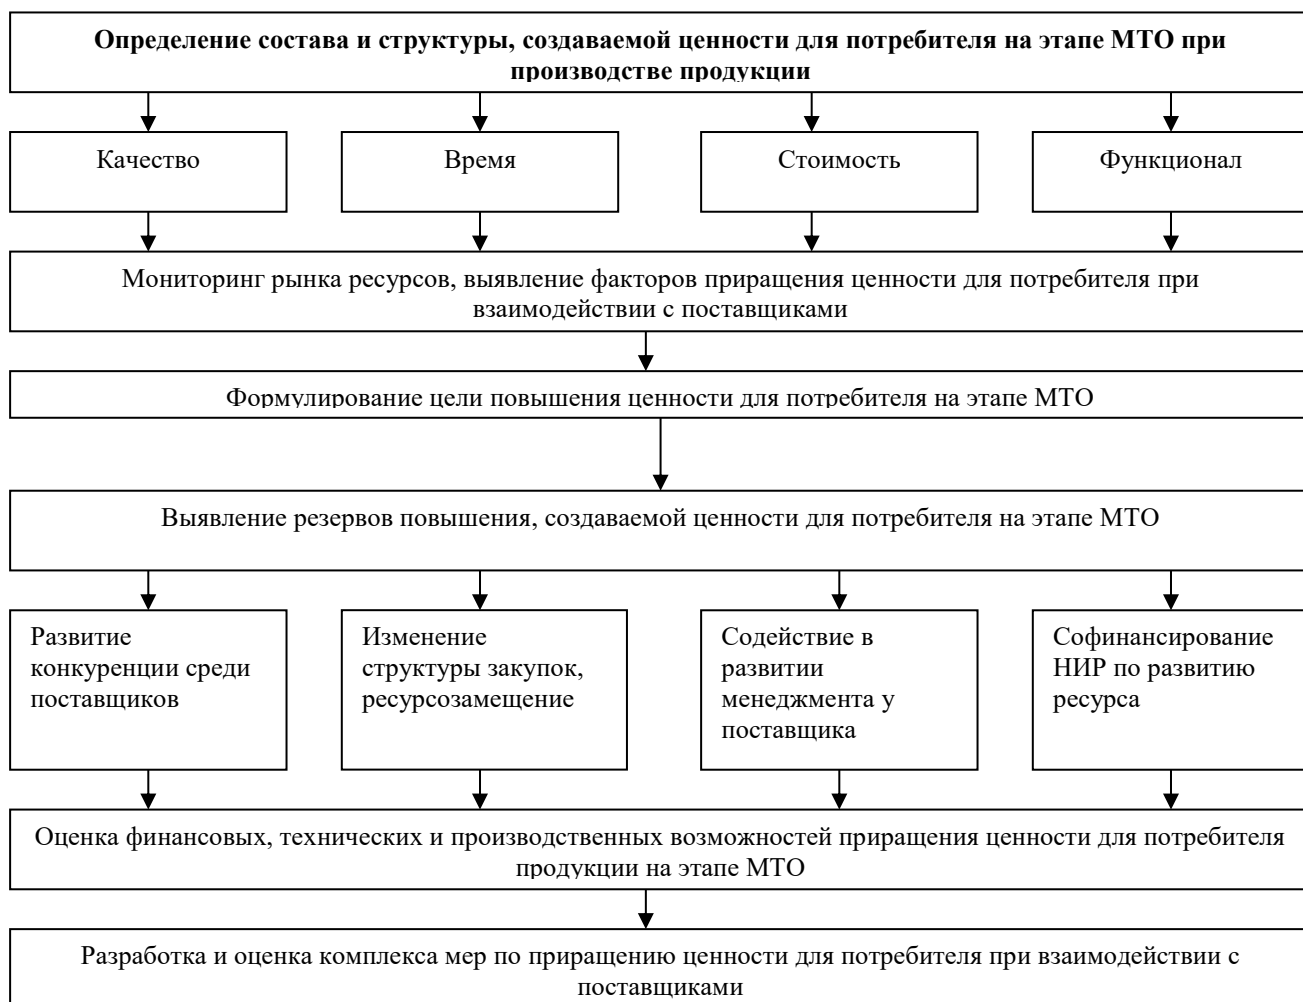 Определение состава и структуры, создаваемой ценности для потребителя на этапе МТО при
производстве продукции
Качество
Время
Стоимость
Функционал
Мониторинг рынка ресурсов, выявление факторов приращения ценности для потребителя при
взаимодействии с поставщиками
Формулирование цели повышения ценности для потребителя на этапе МТО
Выявление резервов повышения, создаваемой ценности для потребителя на этапе МТО
Развитие
конкуренции среди
поставщиков
Изменение
структуры закупок,
ресурсозамещение
Содействие в
развитии
менеджмента у
поставщика
Софинансирование
НИР по развитию
ресурса
Оценка финансовых, технических и производственных возможностей приращения ценности для потребителя
продукции на этапе МТО
Разработка и оценка комплекса мер по приращению ценности для потребителя при взаимодействии с
поставщиками